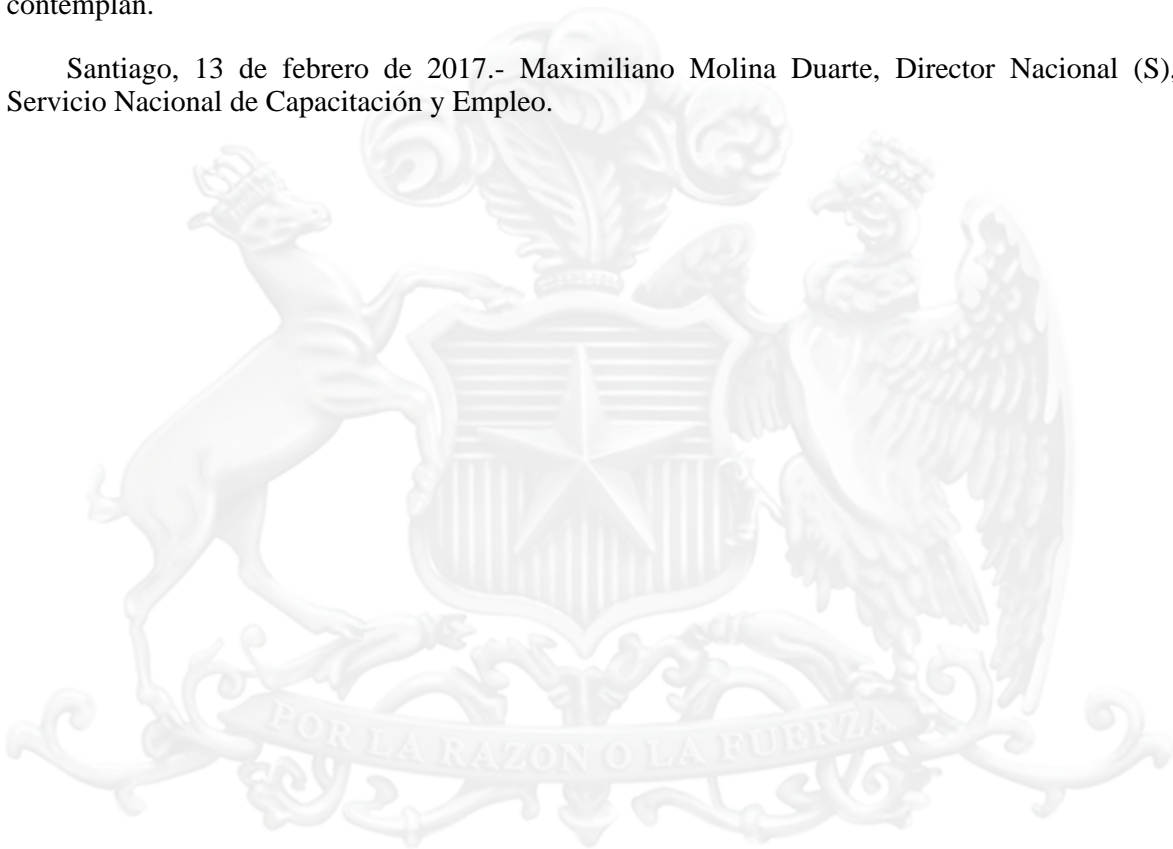 contemplan.
Santiago, 13 de febrero de 2017.- Maximiliano Molina Duarte, Director Nacional (S),
Servicio Nacional de Capacitación y Empleo.
POR LA RAZON O LA FUERZA